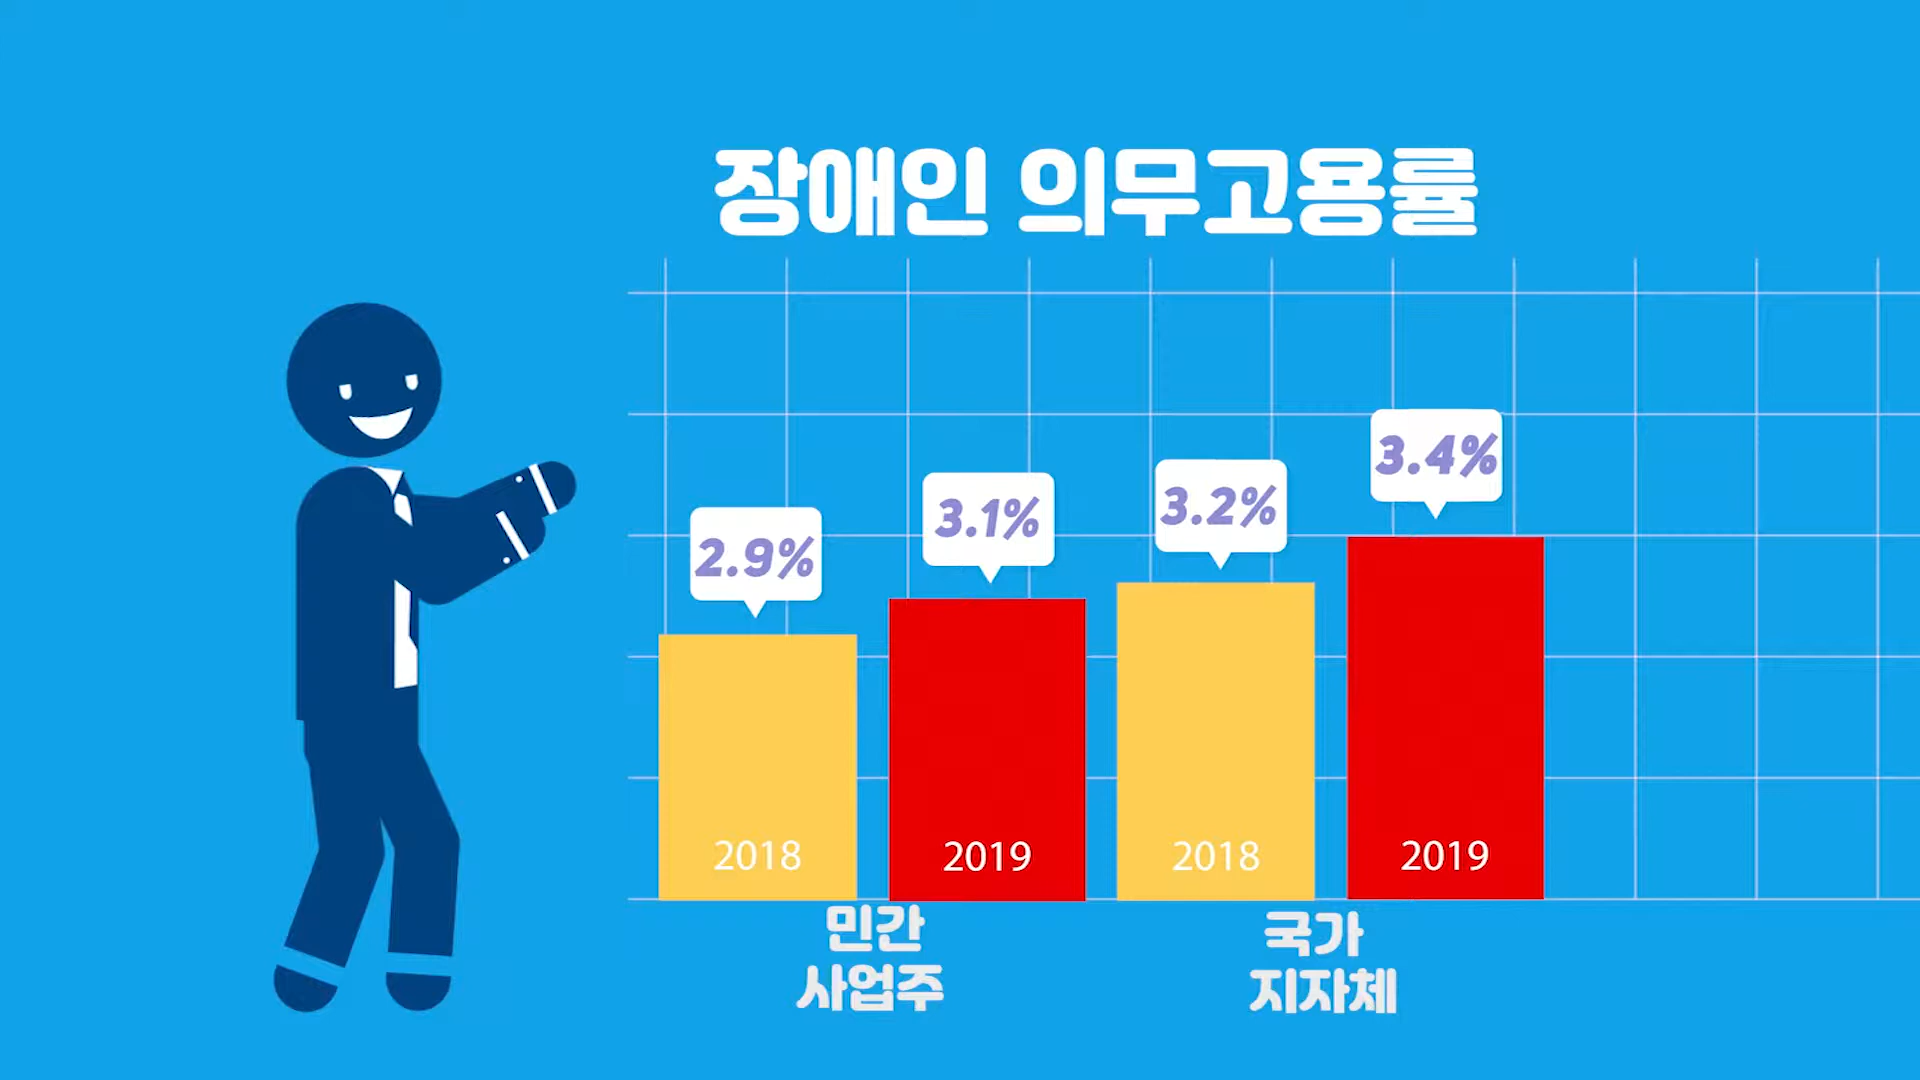 장애인 의무고용률
2.9%
3.1%
3.2%
3.4%
2018
2019
2018
2019
민간
사업주
국가
지자체